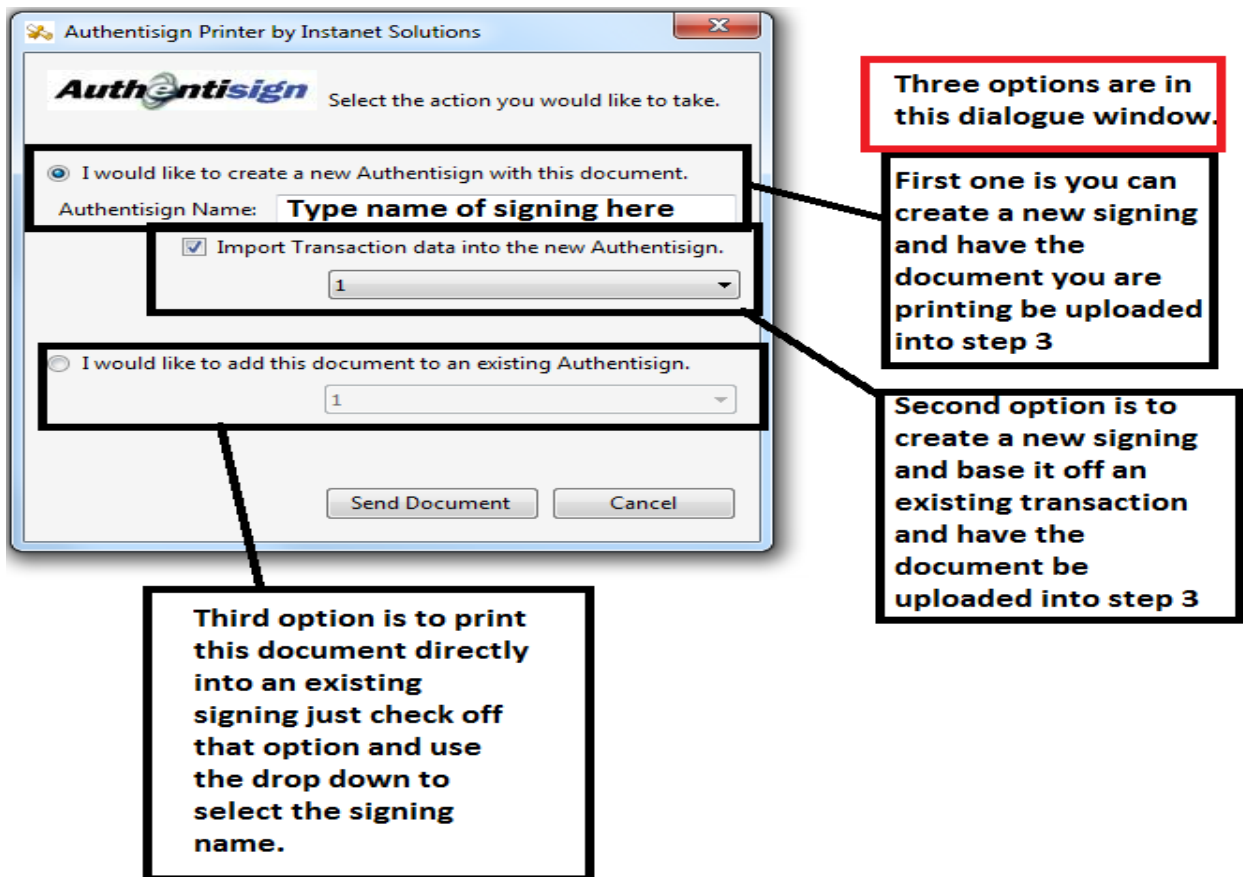 Authentisign Printer by Instanet Solutions
Authentisign
Select the action you would like to take.
I would like to create a new Authentisign with this document.
Authentisign Name: Type name of signing here
Import Transaction data into the new Authentisign.
1
I would like to add this document to an existing Authentisign.
1
Send Document Cancel
Three options are in
this dialogue window.
First one is you can
create a new signing
and have the
document you are
printing be uploaded
into step 3
Second option is to
create a new signing
and base it off an
existing transaction
and have the
document be
uploaded into step 3
Third option is to print
this document directly
into an existing
signing just check off
that option and use
the drop down to
select the signing
name.